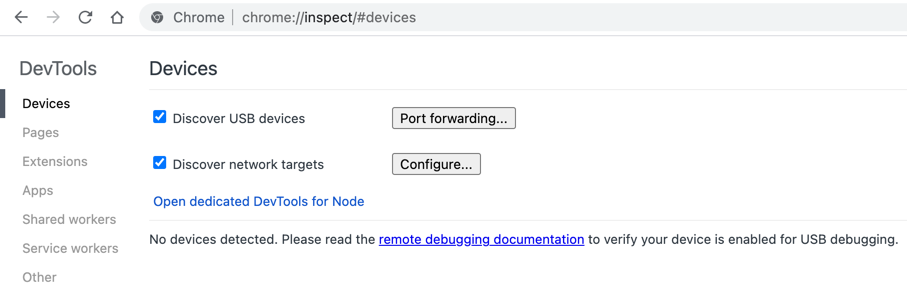 Chrome | chrome://inspect/#devices
DevTools
Devices
Pages
Extensions
Apps
Shared workers
Service workers
Other
Devices
Discover USB devices Port forwarding...
Discover network targets Configure...
Open dedicated DevTools for Node
No devices detected. Please read the remote debugging documentation to verify your device is enabled for USB debugging.